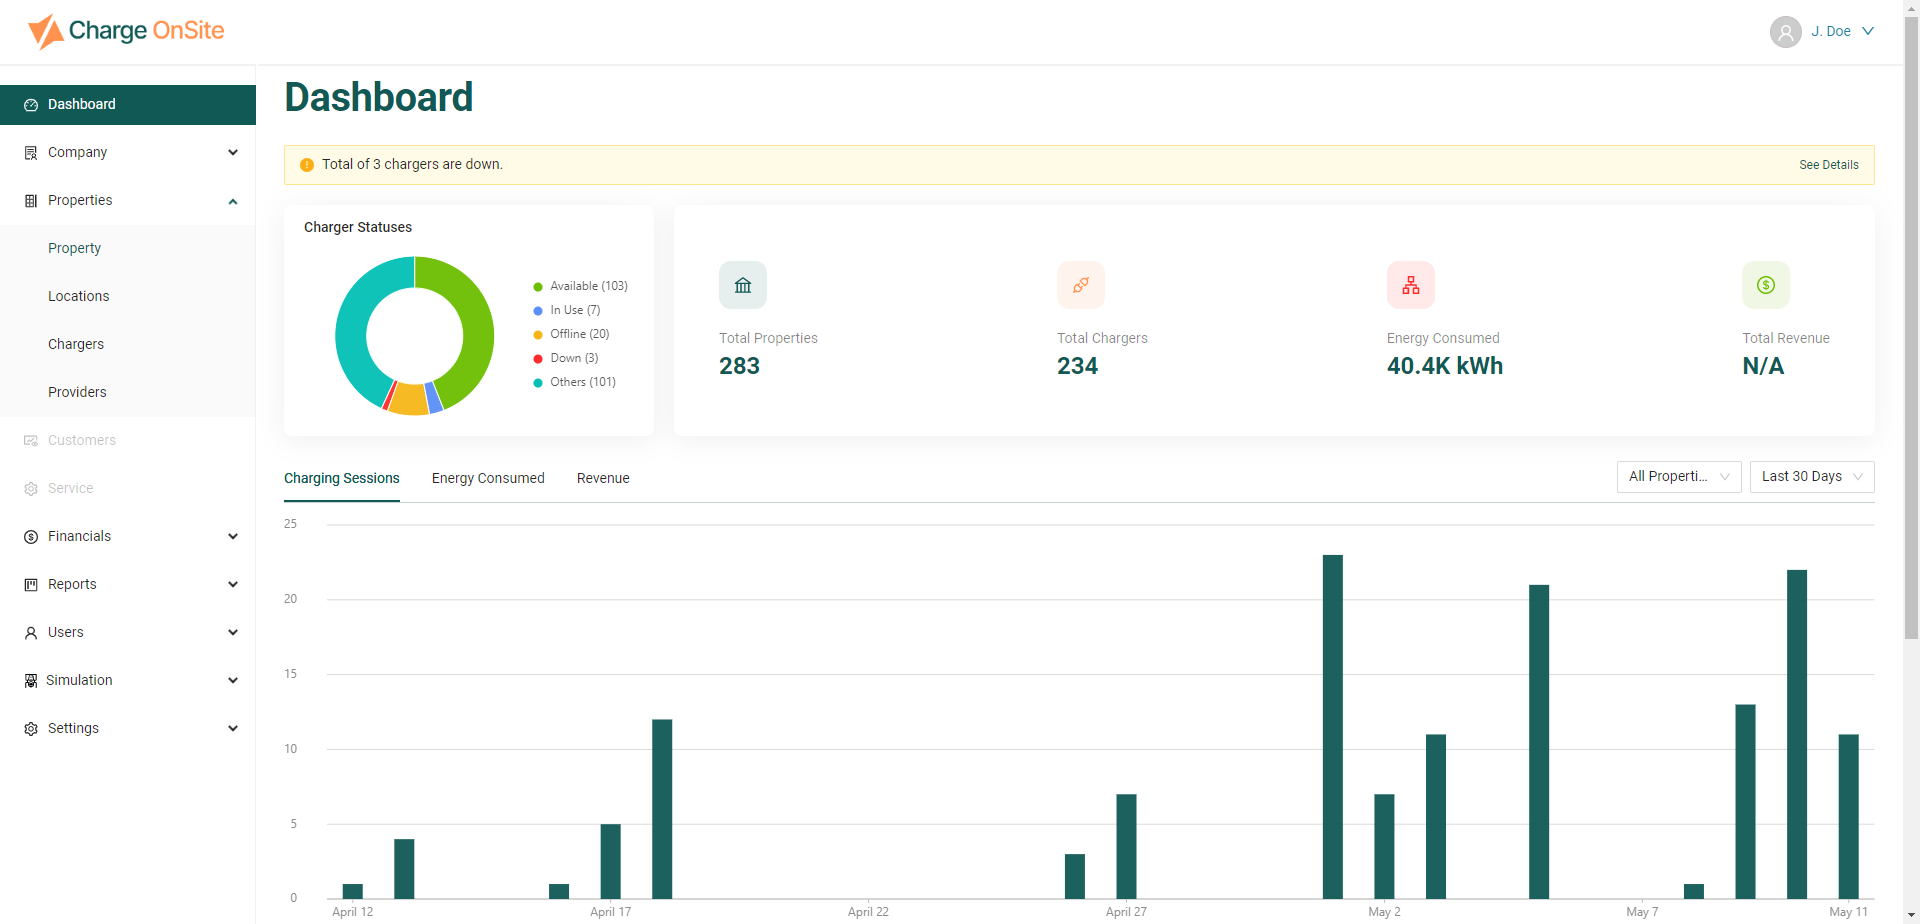 Charge OnSite
J. Doe
Dashboard
Company
Properties
Property
Locations
Chargers
Providers
Customers
Service
Financials
Reports
Users
Simulation
Settings
Dashboard
Total of 3 chargers are down.
See Details
Charger Statuses
Available (103)
In Use (7)
Offline (20)
Down (3)
Others (101)
Total Properties
283
Total Chargers
234
Energy Consumed
40.4K kWh
Total Revenue
N/A
Charging Sessions Energy Consumed Revenue
All Properti... Last 30 Days
25
20
15
10
5
0
April 12 April 17 April 22 April 27 May 2 May 7 May 11